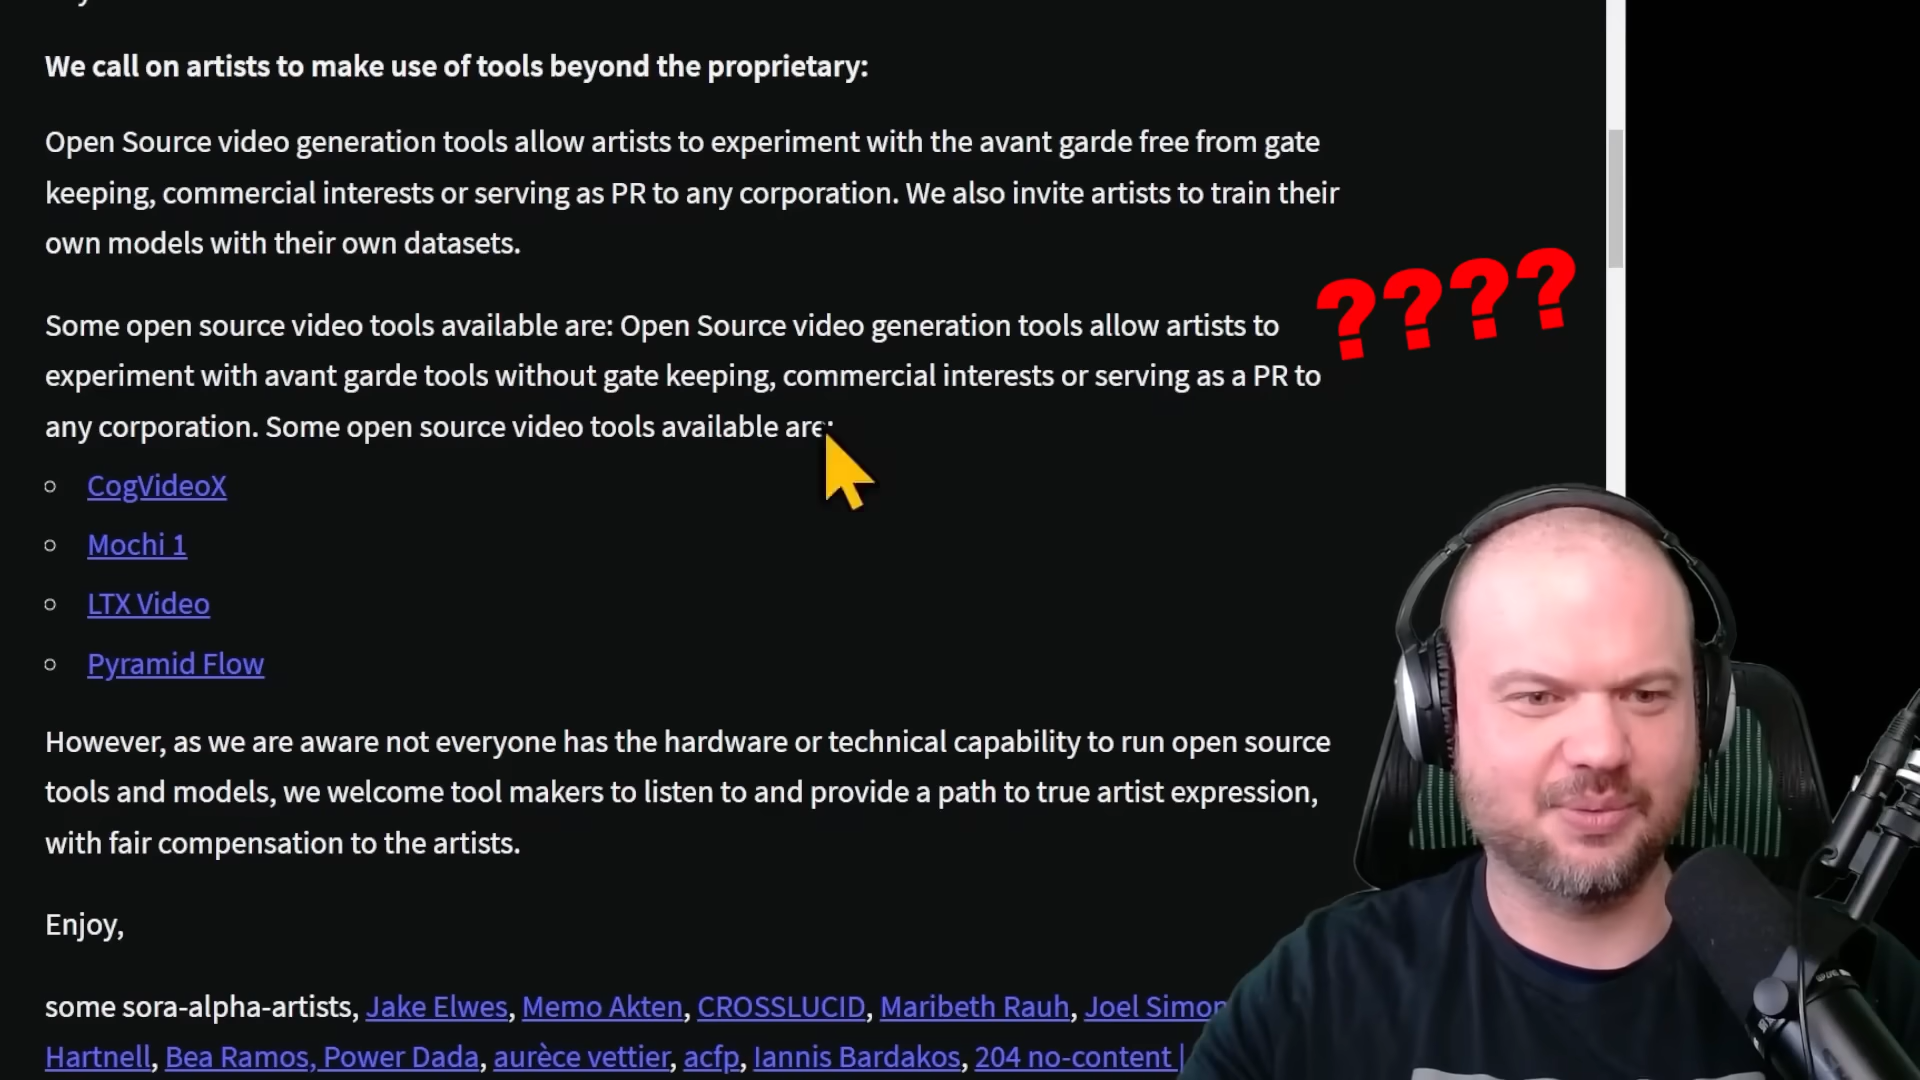 We call on artists to make use of tools beyond the proprietary:
Open Source video generation tools allow artists to experiment with the avant garde free from gate
keeping, commercial interests or serving as PR to any corporation. We also invite artists to train their
own models with their own datasets.
????
Some open source video tools available are: Open Source video generation tools allow artists to
experiment with avant garde tools without gate keeping, commercial interests or serving as a PR to
any corporation. Some open source video tools available are:
CogVideoX
Mochi 1
LTX Video
Pyramid Flow
However, as we are aware not everyone has the hardware or technical capability to run open source
tools and models, we welcome tool makers to listen to and provide a path to true artist expression,
with fair compensation to the artists.
Enjoy,
some sora-alpha-artists, Jake Elwes, Memo Akten, CROSSLUCID, Maribeth Rauh, Joel Simon
Hartnell, Bea Ramos, Power Dada, aurèce vettier, acfp, Iannis Bardakos, 204 no-content |